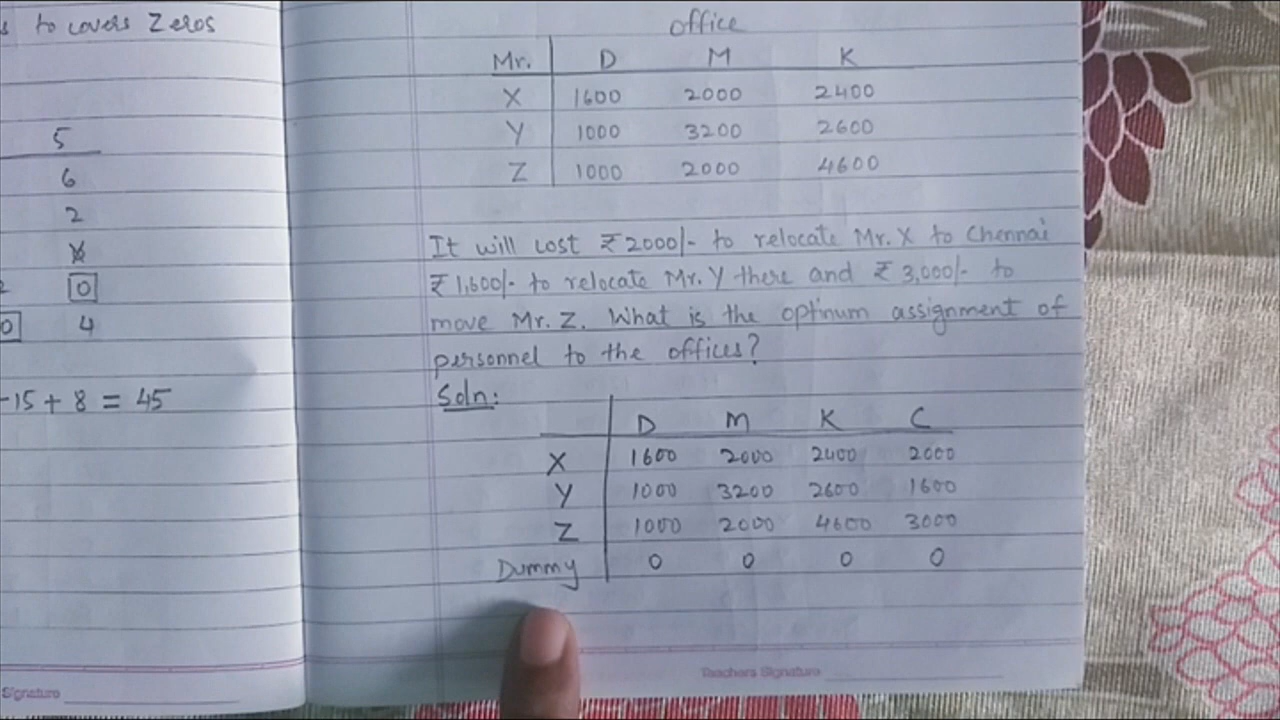 s to covers Zeros
5
6
2
0
0 4
-15 + 8 = 45
Signature
office
Mr. D M K
X 1600 2000 2400
Y 1000 3200 2600
Z 1000 2000 4600
It will cost ₹2000/- to relocate Mr. X to Chennai
₹1,600/- to relocate Mr. Y there and ₹3,000/- to
move Mr. Z. What is the optinum assignment of
personnel to the offices?
Soln:
D M K C
X 1600 2000 2400 2000
Y 1000 3200 2600 1600
Z 1000 2000 4600 3000
Dummy 0 0 0 0
Teachers Signature